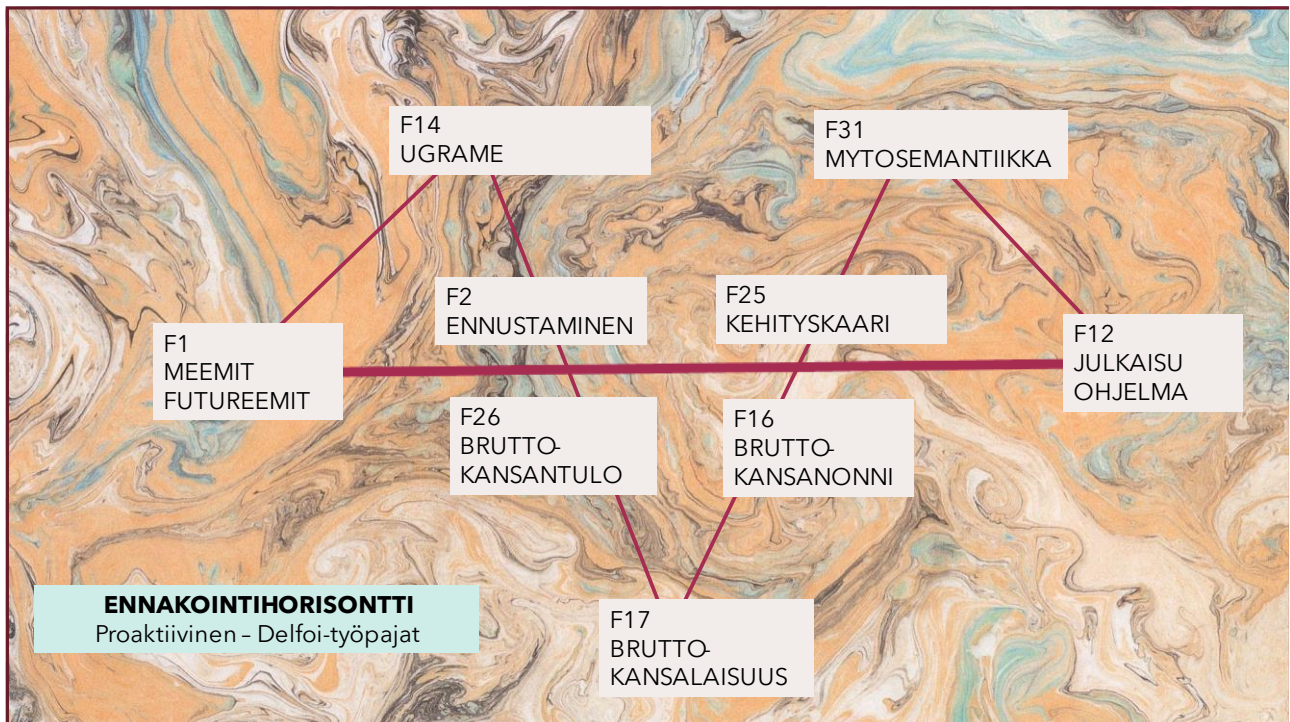 F14
UGRAME
F31
MYTOSEMANTIIKKA
F2
ENNUSTAMINEN
F25
KEHITYSKAARI
F1
MEEMIT
FUTUREEMIT
F12
JULKAISU
OHJELMA
F26
BRUTTO-
KANSANTULO
F16
BRUTTO-
KANSANONNI
ENNAKOINTIHORISONTTI
Proaktiivinen – Delfoi-työpajat
F17
BRUTTO-
KANSALAISUUS